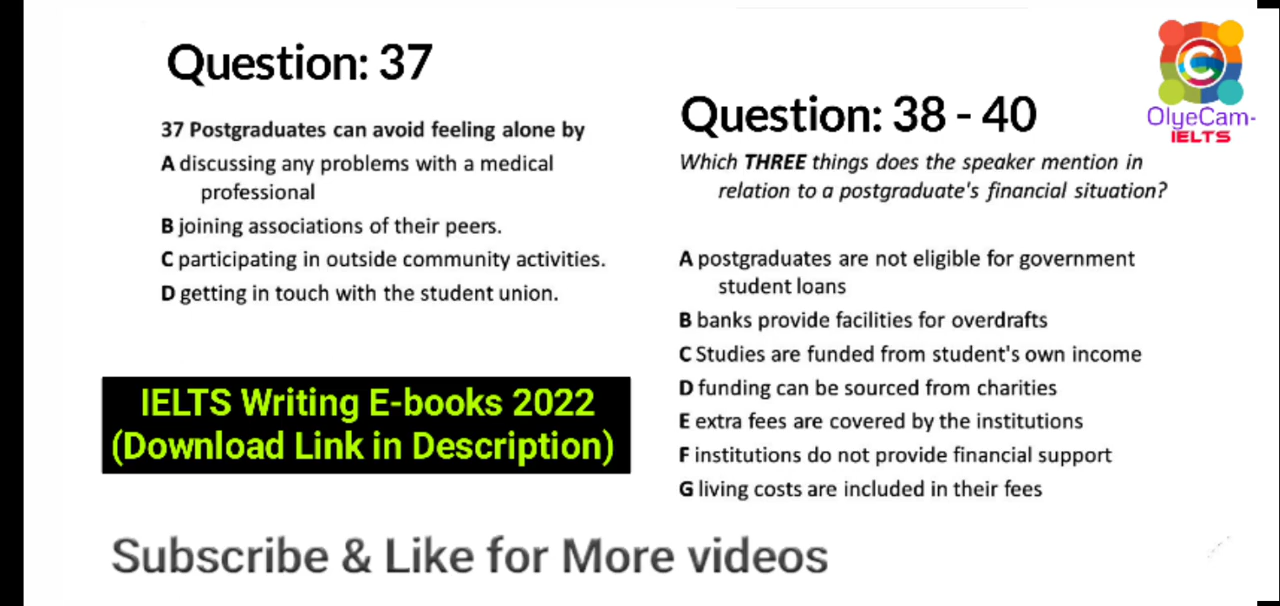 Question: 37
37 Postgraduates can avoid feeling alone by
A discussing any problems with a medical
professional
B joining associations of their peers.
C participating in outside community activities.
D getting in touch with the student union.
IELTS Writing E-books 2022
(Download Link in Description)
Subscribe & Like for More videos
OlyeCam-
IELTS
Question: 38 - 40
Which THREE things does the speaker mention in
relation to a postgraduate's financial situation?
A postgraduates are not eligible for government
student loans
B banks provide facilities for overdrafts
C Studies are funded from student's own income
D funding can be sourced from charities
E extra fees are covered by the institutions
F institutions do not provide financial support
G living costs are included in their fees